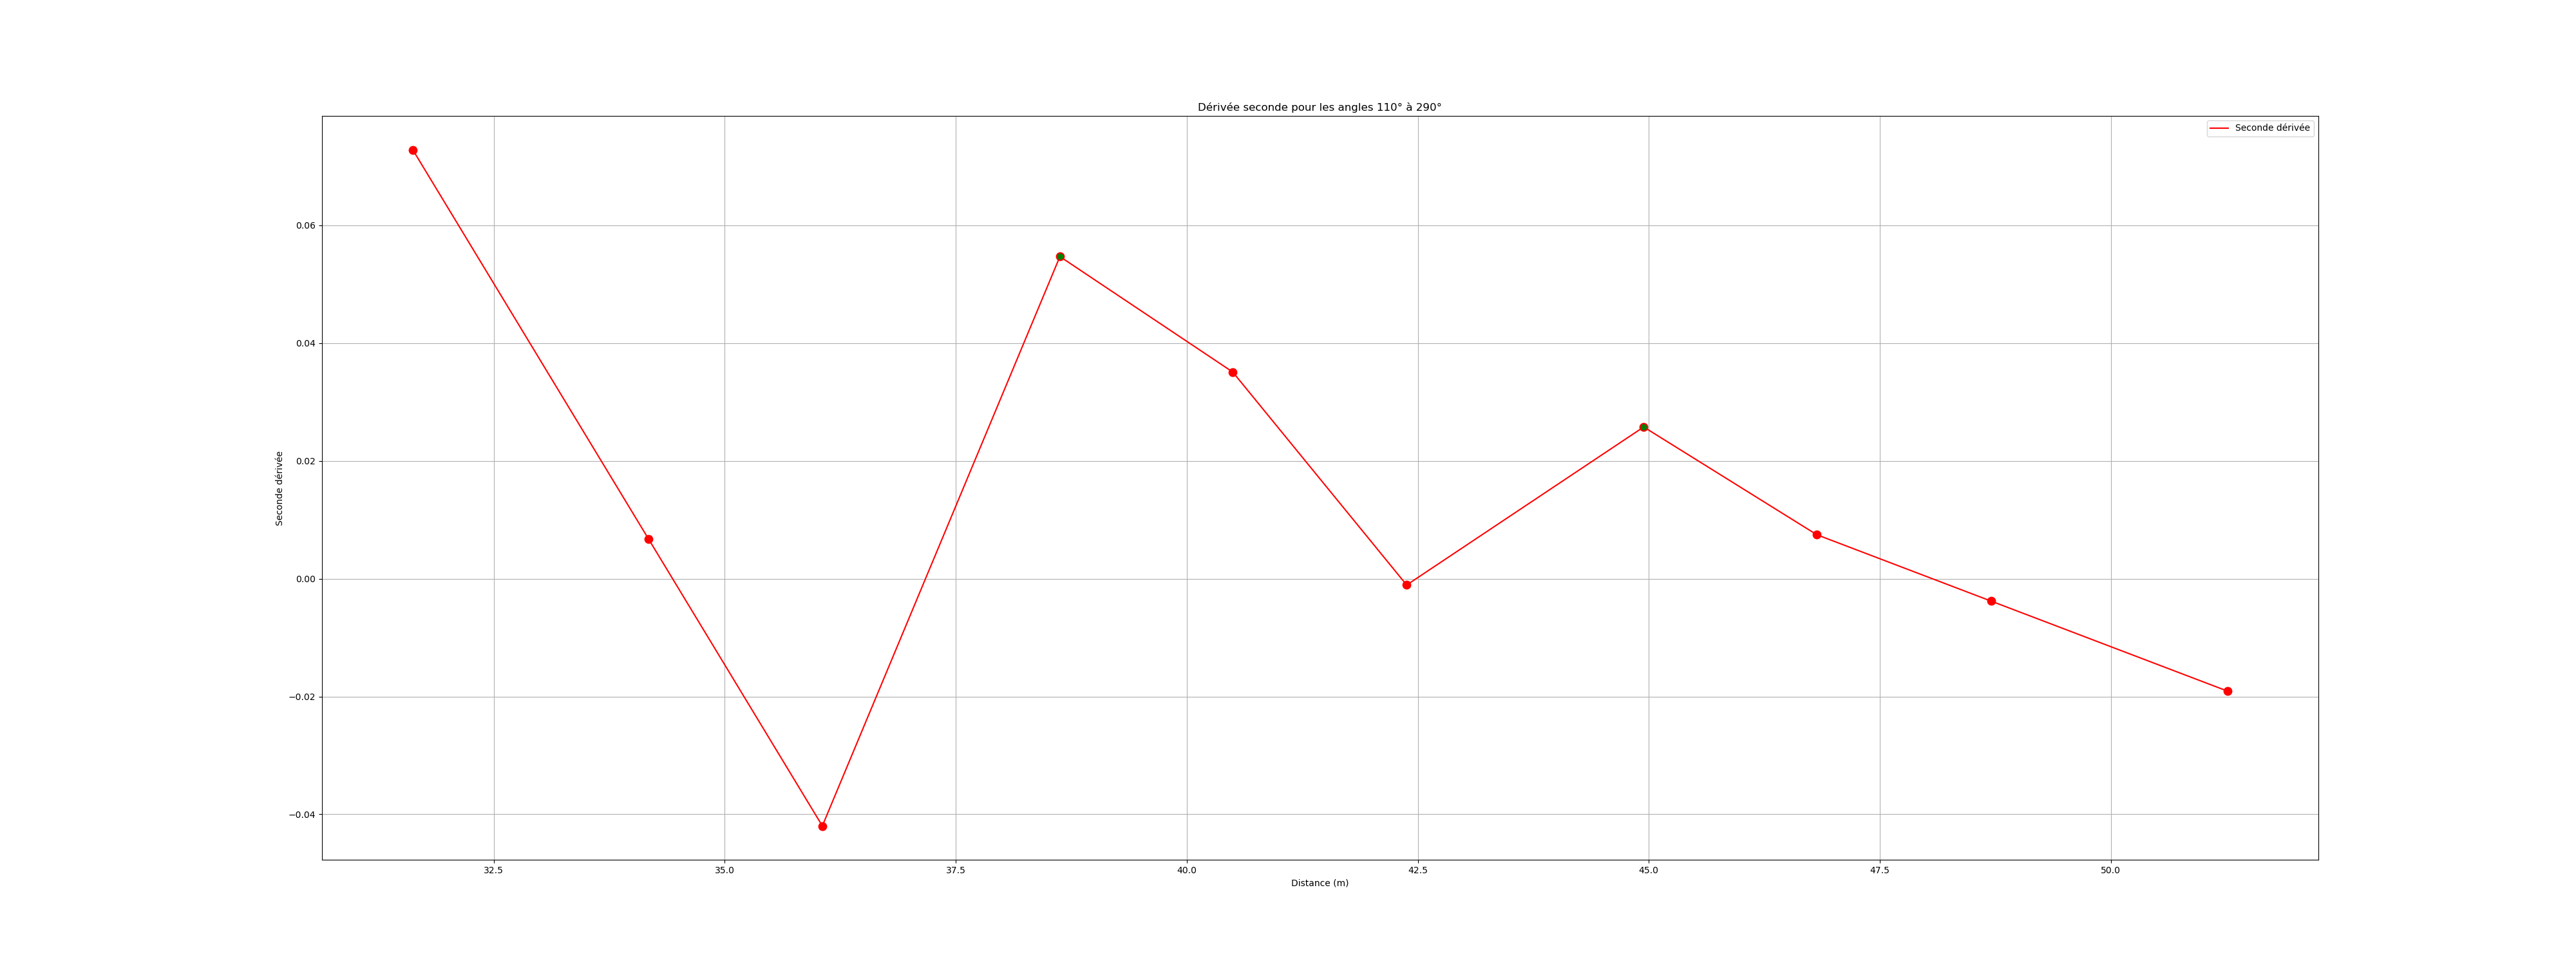 Dérivée seconde pour les angles 110° à 290°
Seconde dérivée
0.06
0.04
0.02
0.00
−0.02
−0.04
Seconde dérivée
32.5 35.0 37.5 40.0 42.5 45.0 47.5 50.0
Distance (m)